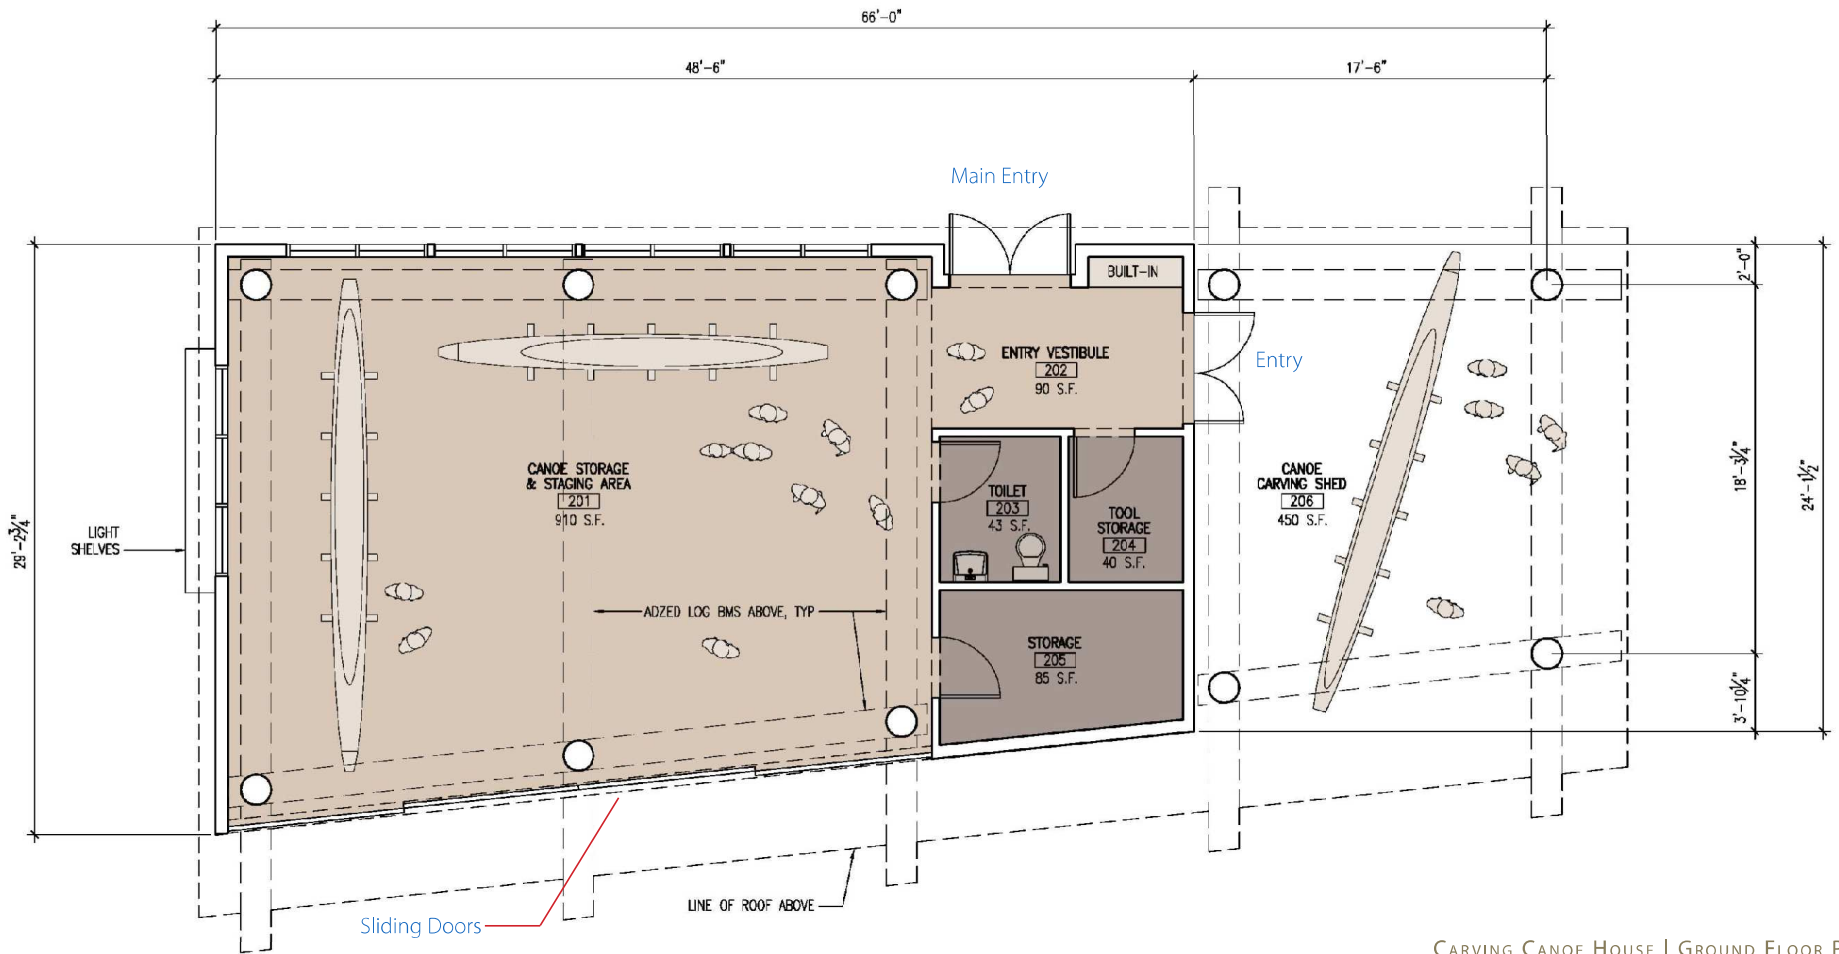 66'-0"
48'-6"
17'-6"
Main Entry
BUILT-IN
2'-0"
ENTRY VESTIBULE
202
90 S.F.
Entry
CANOE STORAGE
& STAGING AREA
201
910 S.F.
TOILET
203
43 S.F.
TOOL
STORAGE
204
40 S.F.
CANOE
CARVING SHED
206
450 S.F.
18'-3¼"
24'-1½"
29'-2¾"
LIGHT
SHELVES
ADZED LOG BMS ABOVE, TYP
STORAGE
205
85 S.F.
3'-10¼"
LINE OF ROOF ABOVE
Sliding Doors
CARVING CANOE HOUSE | GROUND FLOOR